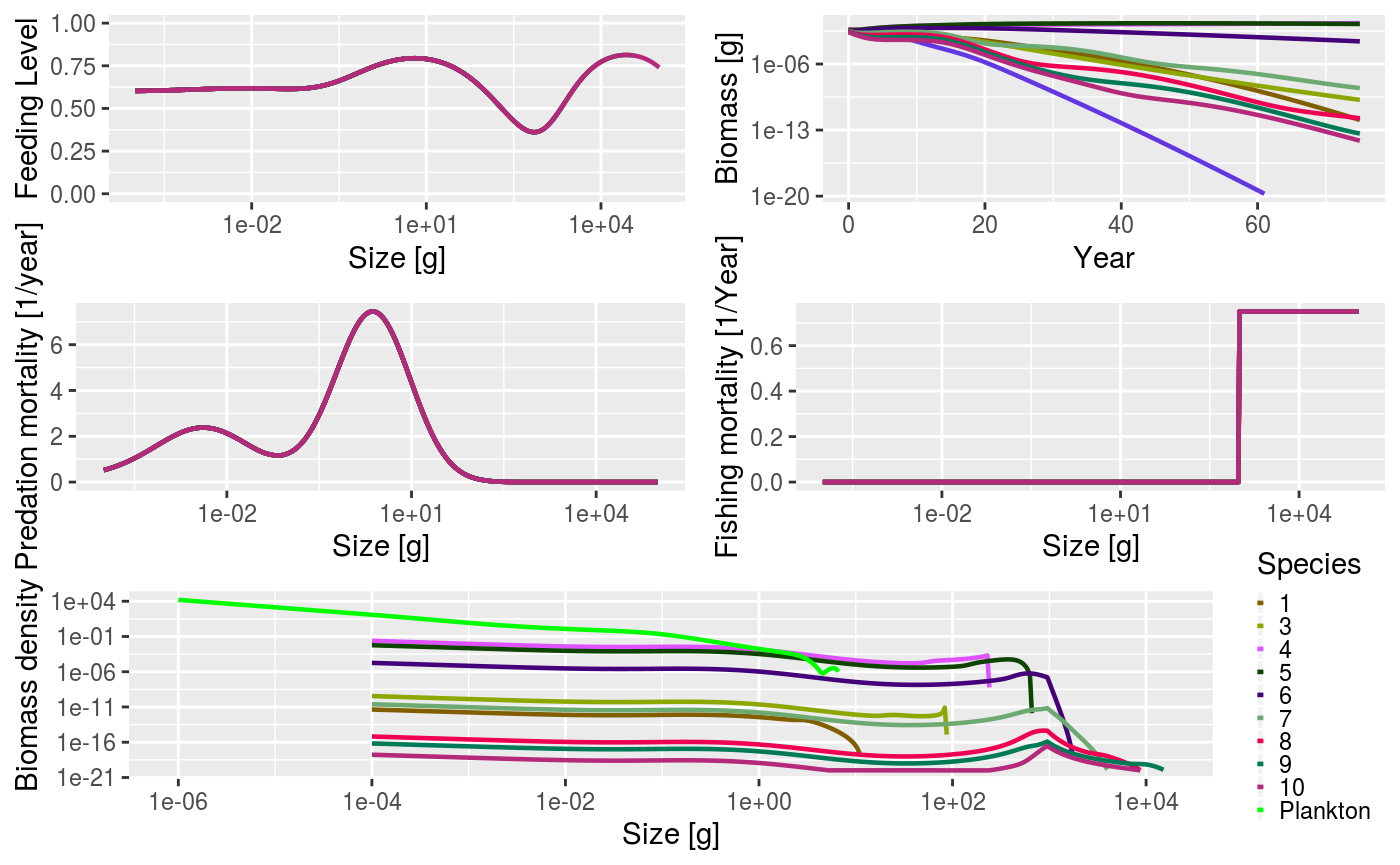 Feeding Level
1.00
0.75
0.50
0.25
0.00
1e-02
1e+01
1e+04
Size [g]
Biomass [g]
1e-06
1e-13
1e-20
0
20
40
60
Year
Predation mortality [1/year]
6
4
2
0
1e-02
1e+01
1e+04
Size [g]
Fishing mortality [1/Year]
0.6
0.4
0.2
0.0
1e-02
1e+01
1e+04
Size [g]
Biomass density
1e+04
1e-01
1e-06
1e-11
1e-16
1e-21
1e-06
1e-04
1e-02
1e+00
1e+02
1e+04
Size [g]
Species
1
3
4
5
6
7
8
9
10
Plankton